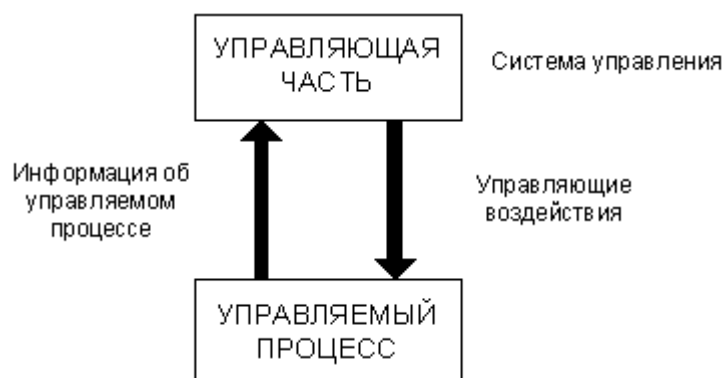 УПРАВЛЯЮЩАЯ
ЧАСТЬ
Система управления
Информация об
управляемом
процессе
Управляющие
воздействия
УПРАВЛЯЕМЫЙ
ПРОЦЕСС